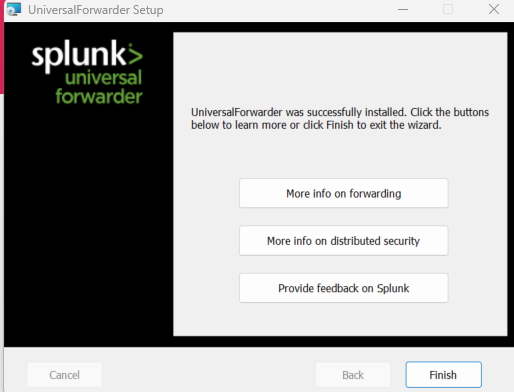 UniversalForwarder Setup
splunk>
universal
forwarder
UniversalForwarder was successfully installed. Click the buttons
below to learn more or click Finish to exit the wizard.
More info on forwarding
More info on distributed security
Provide feedback on Splunk
Cancel
Back
Finish